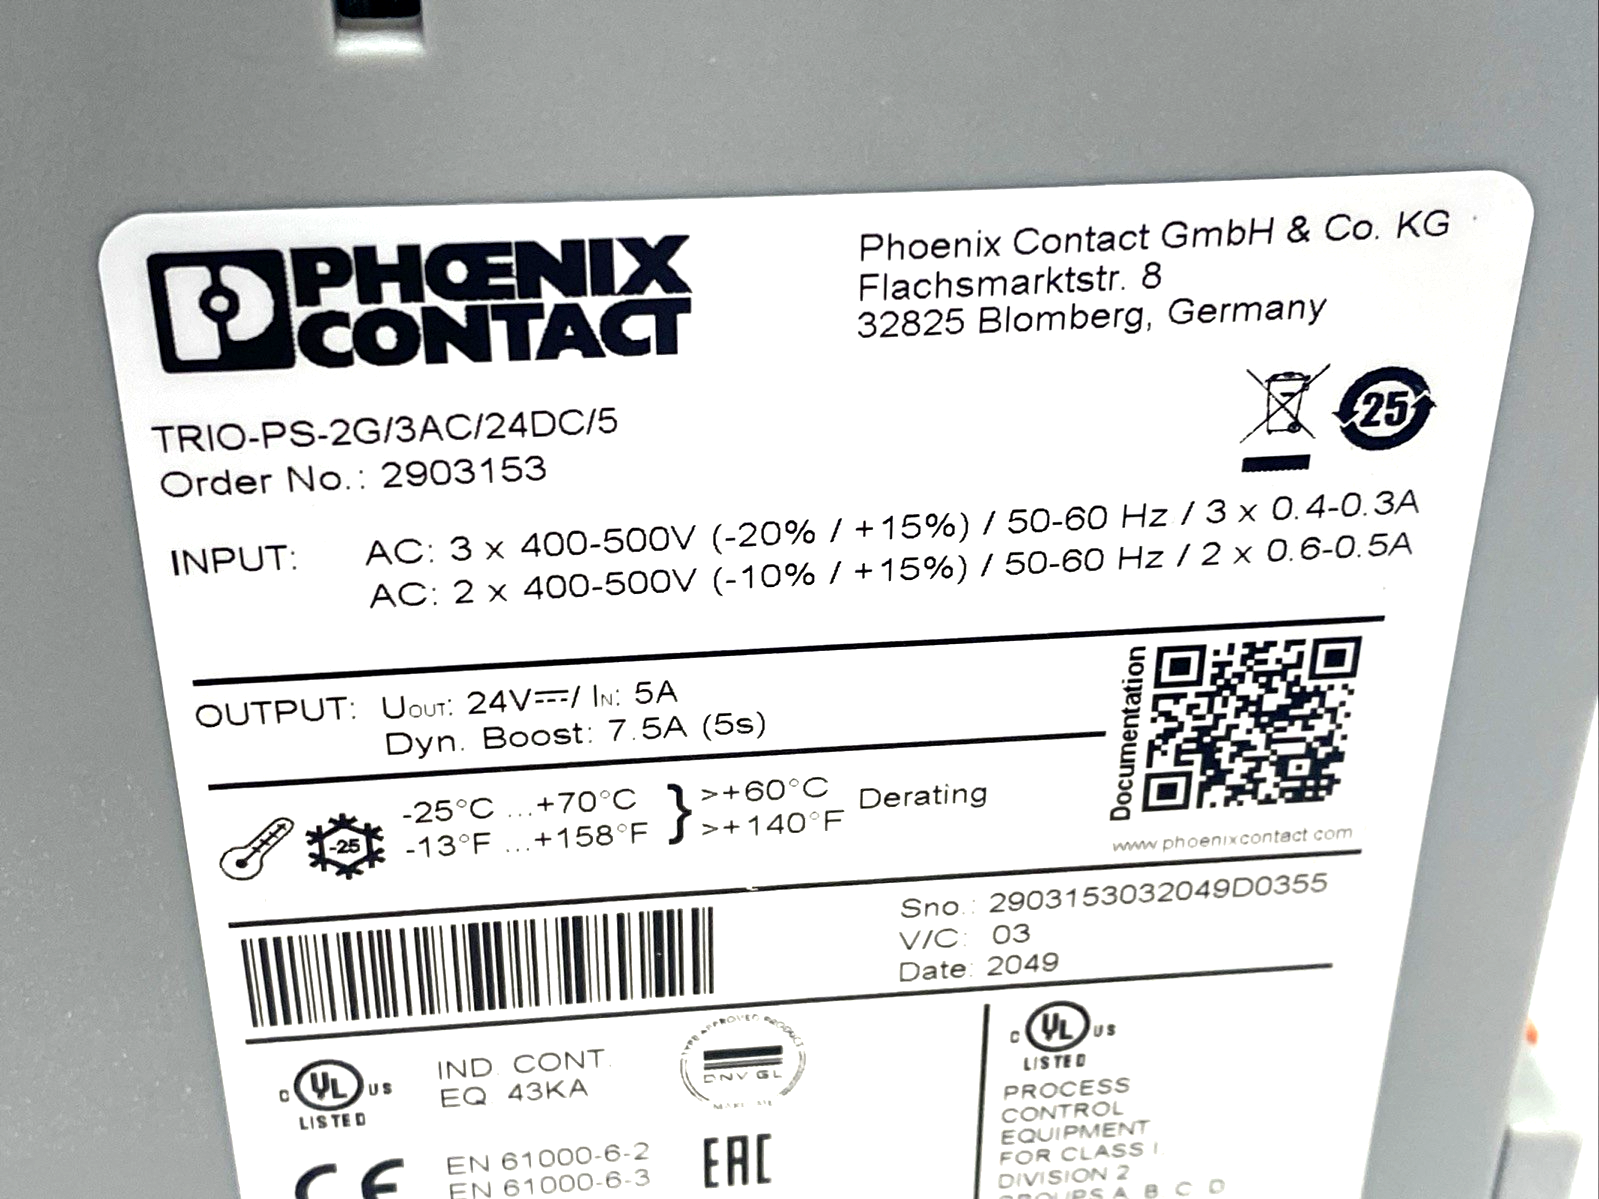 PHŒNIX
CONTACT
Phoenix Contact GmbH & Co. KG
Flachsmarktstr. 8
32825 Blomberg, Germany
25
TRIO-PS-2G/3AC/24DC/5
Order No.: 2903153
INPUT: AC: 3 x 400-500V (-20% / +15%) / 50-60 Hz / 3 x 0.4-0.3A
AC: 2 x 400-500V (-10% / +15%) / 50-60 Hz / 2 x 0.6-0.5A
OUTPUT: UOUT: 24V⎓/ IN: 5A
Dyn. Boost: 7.5A (5s)
Documentation
-25
-25°C ...+70°C } >+60°C Derating
-13°F ...+158°F >+140°F
www.phoenixcontact.com
Sno.: 2903153032049D0355
V/C: 03
Date: 2049
C UL US
LISTED
IND. CONT.
EQ. 43KA
TYPE APPROVED PRODUCT
DNV GL
C UL US
LISTED
PROCESS
CONTROL
EQUIPMENT
FOR CLASS I,
DIVISION 2
GROUPS A B C D
CE
EN 61000-6-2
EN 61000-6-3
EAC